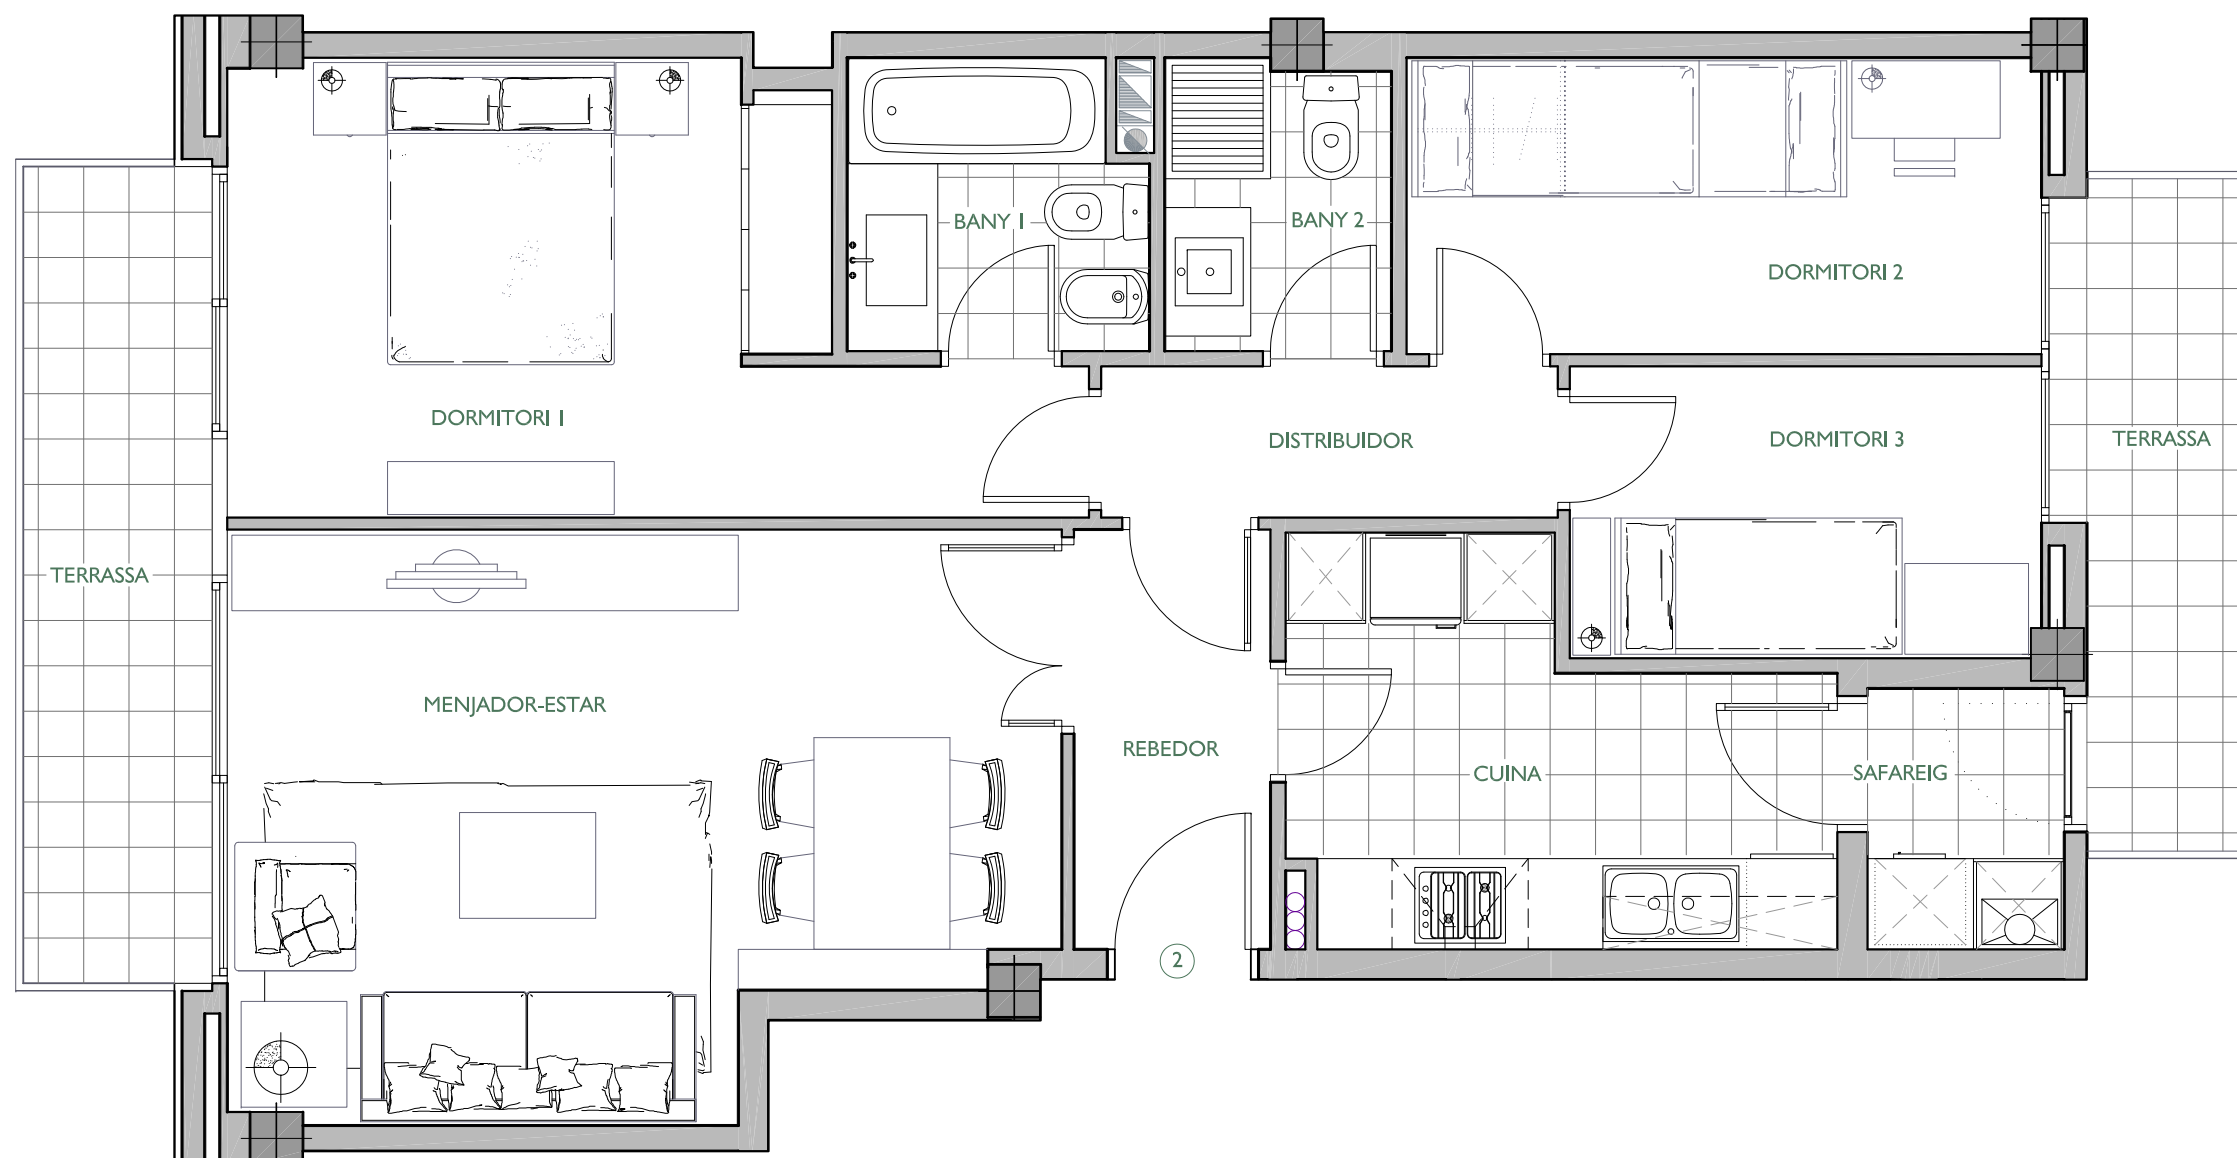 BANY 1
BANY 2
DORMITORI 2
DORMITORI 1
DISTRIBUIDOR
DORMITORI 3
TERRASSA
TERRASSA
MENJADOR-ESTAR
REBEDOR
CUINA
SAFAREIG
2